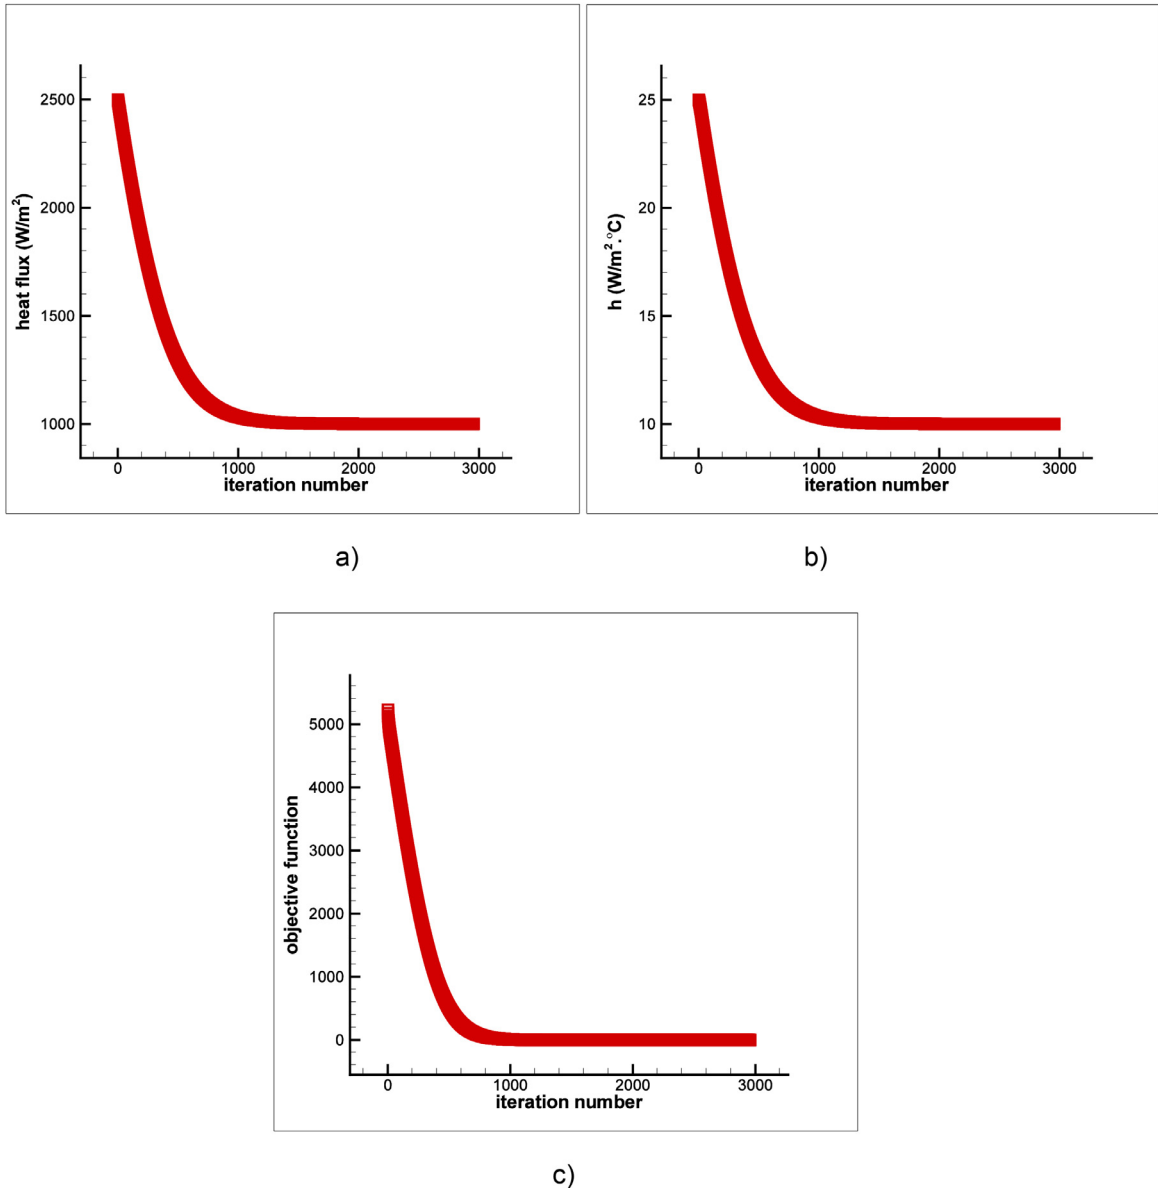 2500
2000
1500
1000
heat flux (W/m²)
0 1000 2000 3000
iteration number
a)
25
20
15
10
h (W/m².°C)
0 1000 2000 3000
iteration number
b)
5000
4000
3000
2000
1000
0
objective function
0 1000 2000 3000
iteration number
c)